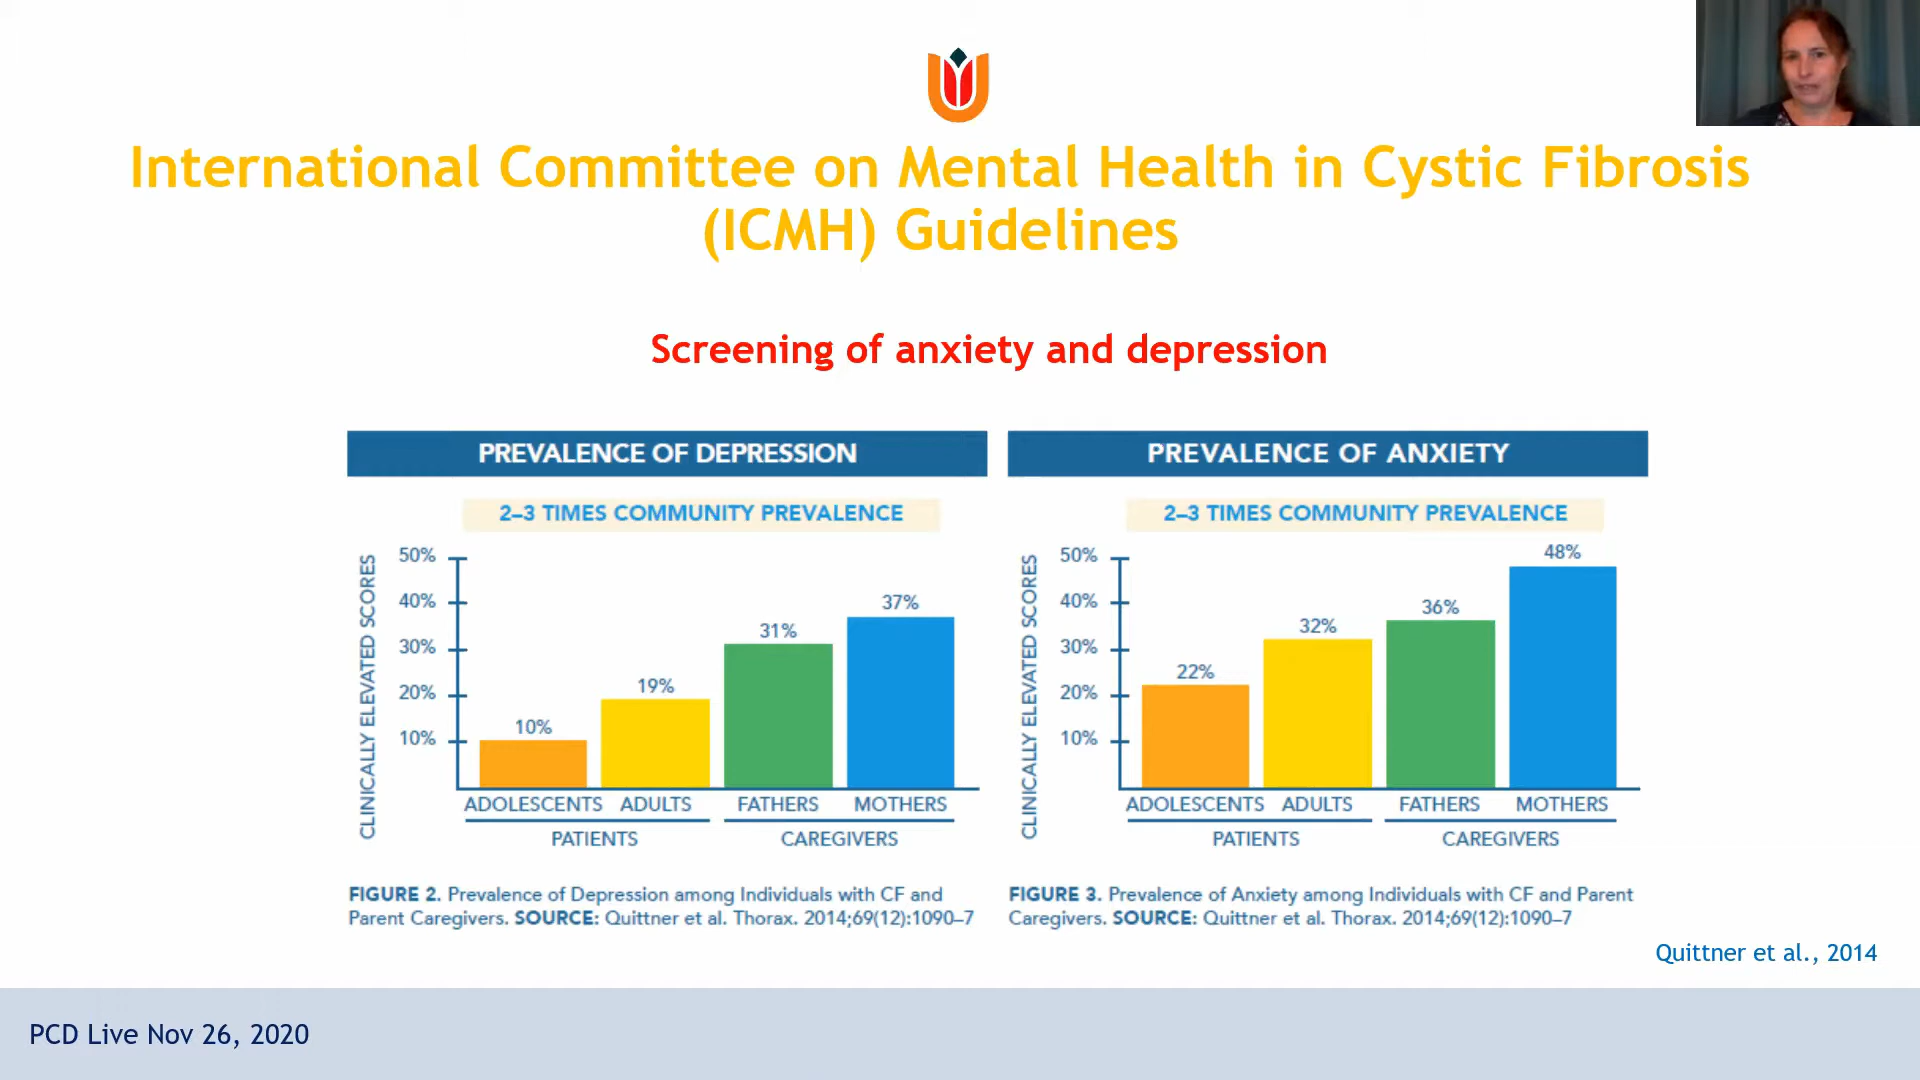 International Committee on Mental Health in Cystic Fibrosis
(ICMH) Guidelines
Screening of anxiety and depression
PREVALENCE OF DEPRESSION
2–3 TIMES COMMUNITY PREVALENCE
CLINICALLY ELEVATED SCORES
50%
40%
30%
20%
10%
10%
19%
31%
37%
ADOLESCENTS ADULTS FATHERS MOTHERS
PATIENTS CAREGIVERS
FIGURE 2. Prevalence of Depression among Individuals with CF and
Parent Caregivers. SOURCE: Quittner et al. Thorax. 2014;69(12):1090–7
PREVALENCE OF ANXIETY
2–3 TIMES COMMUNITY PREVALENCE
CLINICALLY ELEVATED SCORES
50%
40%
30%
20%
10%
22%
32%
36%
48%
ADOLESCENTS ADULTS FATHERS MOTHERS
PATIENTS CAREGIVERS
FIGURE 3. Prevalence of Anxiety among Individuals with CF and Parent
Caregivers. SOURCE: Quittner et al. Thorax. 2014;69(12):1090–7
Quittner et al., 2014
PCD Live Nov 26, 2020